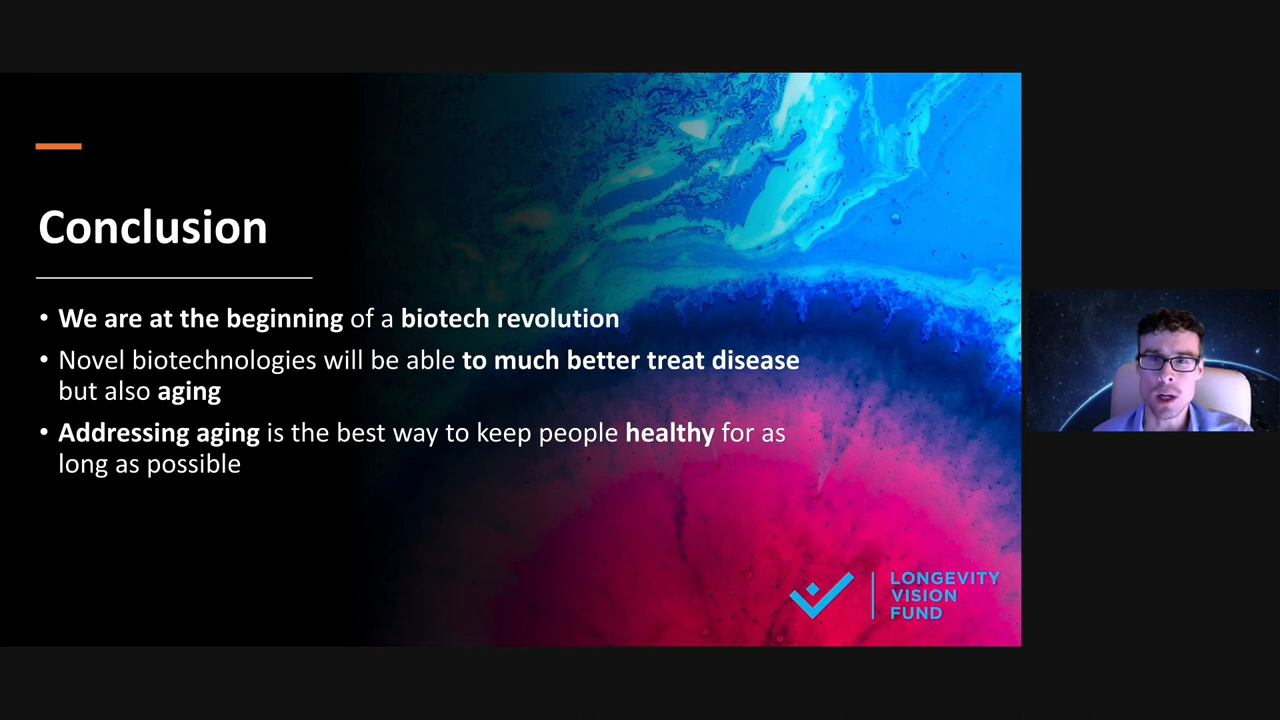 Conclusion
• We are at the beginning of a biotech revolution
• Novel biotechnologies will be able to much better treat disease
but also aging
• Addressing aging is the best way to keep people healthy for as
long as possible
LONGEVITY
VISION
FUND